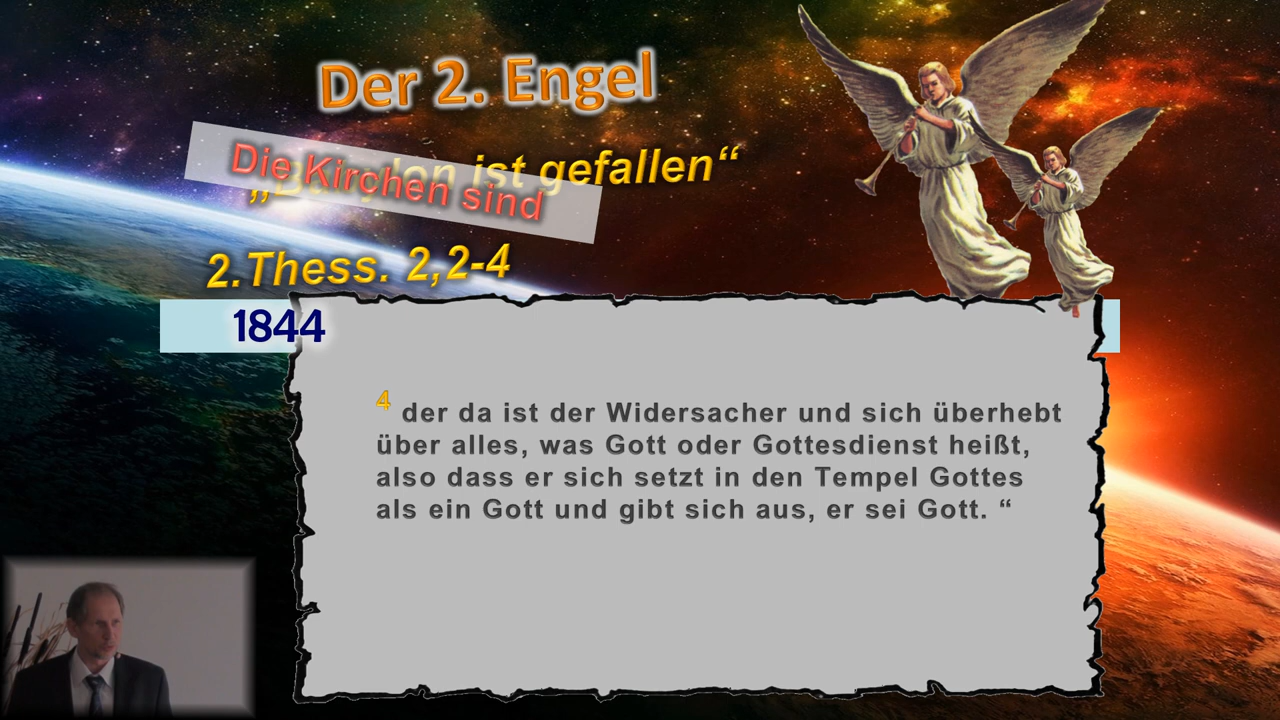 Der 2. Engel
Die Kirchen sind
ist gefallen“
2.Thess. 2,2-4
1844
4 der da ist der Widersacher und sich überhebt
über alles, was Gott oder Gottesdienst heißt,
also dass er sich setzt in den Tempel Gottes
als ein Gott und gibt sich aus, er sei Gott. “